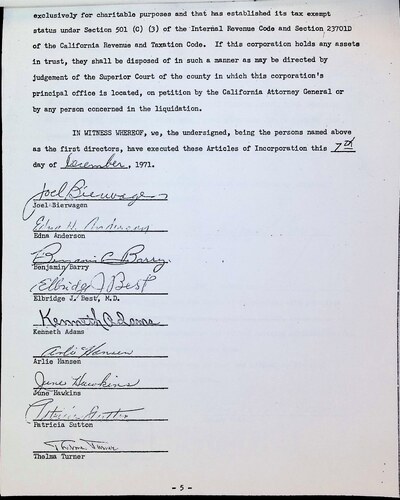 exclusively for charitable purposes and that has established its tax exempt
status under Section 501 (C) (3) of the Internal Revenue Code and Section 23701D
of the California Revenue and Taxation Code. If this corporation holds any assets
in trust, they shall be disposed of in such a manner as may be directed by
judgement of the Superior Court of the county in which this corporation's
principal office is located, on petition by the California Attorney General or
by any person concerned in the liquidation.
IN WITNESS WHEREOF, we, the undersigned, being the persons named above
as the first directors, have executed these Articles of Incorporation this 7th
day of December, 1971.
Joel Bierwagen
Joel Bierwagen
Edna H. Anderson
Edna Anderson
Benjamin C Barry
Benjamin Barry
Elbridge J Best
Elbridge J. Best, M.D.
Kenneth Adams
Kenneth Adams
Arlie Hansen
Arlie Hansen
June Hawkins
June Hawkins
Patricia Sutton
Patricia Sutton
Thelma Turner
Thelma Turner
- 5 -